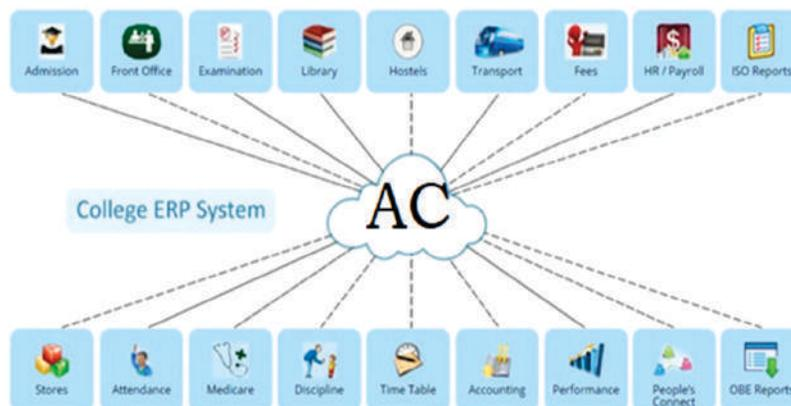 Admission
Front Office
Examination
Library
Hostels
Transport
Fees
HR / Payroll
ISO Reports
AC
College ERP System
Stores
Attendance
Medicare
Discipline
Time Table
Accounting
Performance
People's
Connect
OBE Reports